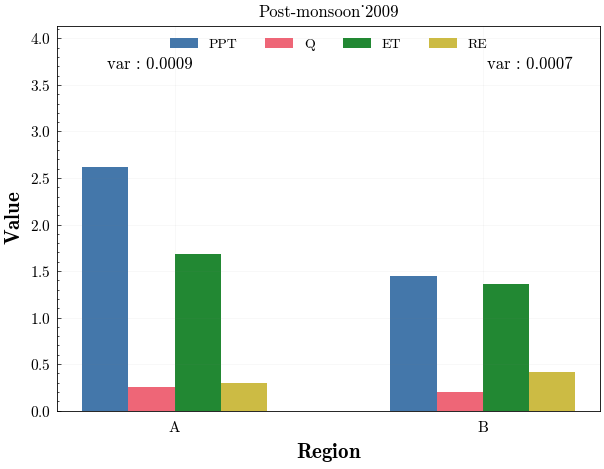 Post-monsoon˙2009
PPT Q ET RE
var : 0.0009
var : 0.0007
4.0
3.5
3.0
2.5
2.0
1.5
1.0
0.5
0.0
Value
A B
Region